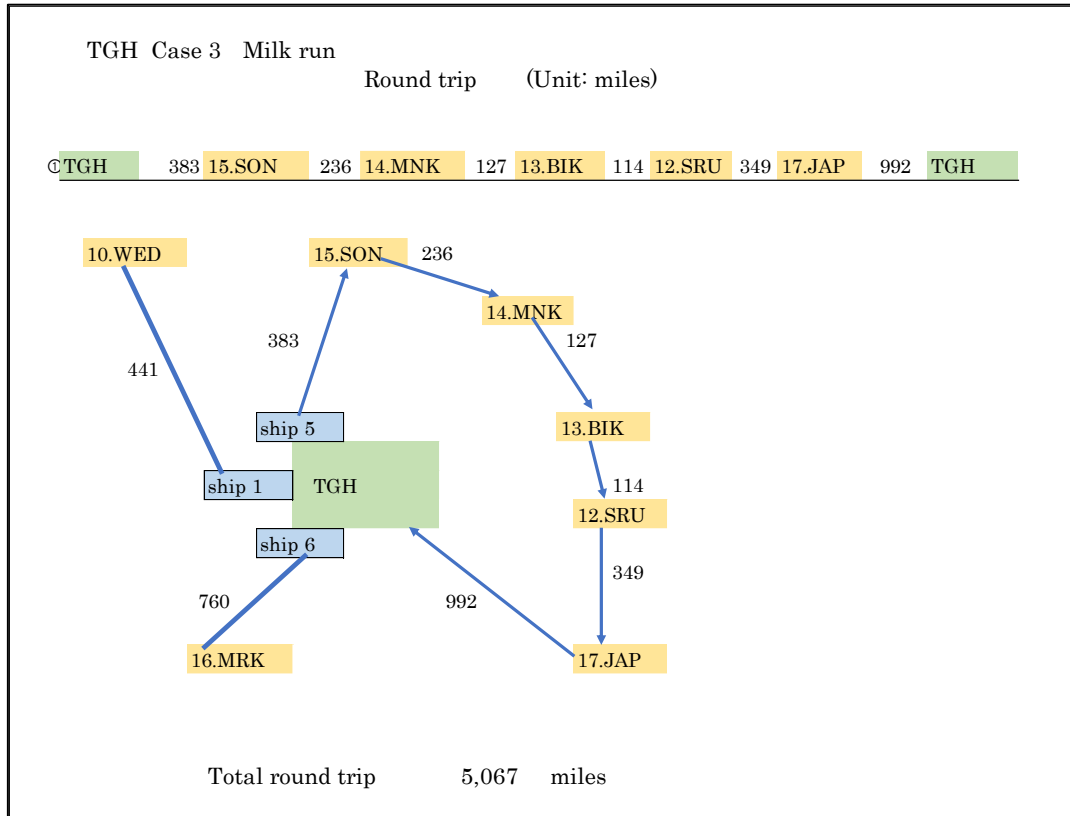 TGH Case 3 Milk run
Round trip (Unit: miles)
①TGH 383 15.SON 236 14.MNK 127 13.BIK 114 12.SRU 349 17.JAP 992 TGH
10.WED 15.SON 236
14.MNK
383 127
441
ship 5 13.BIK
ship 1 TGH 114
12.SRU
ship 6
349
760 992
16.MRK 17.JAP
Total round trip 5,067 miles